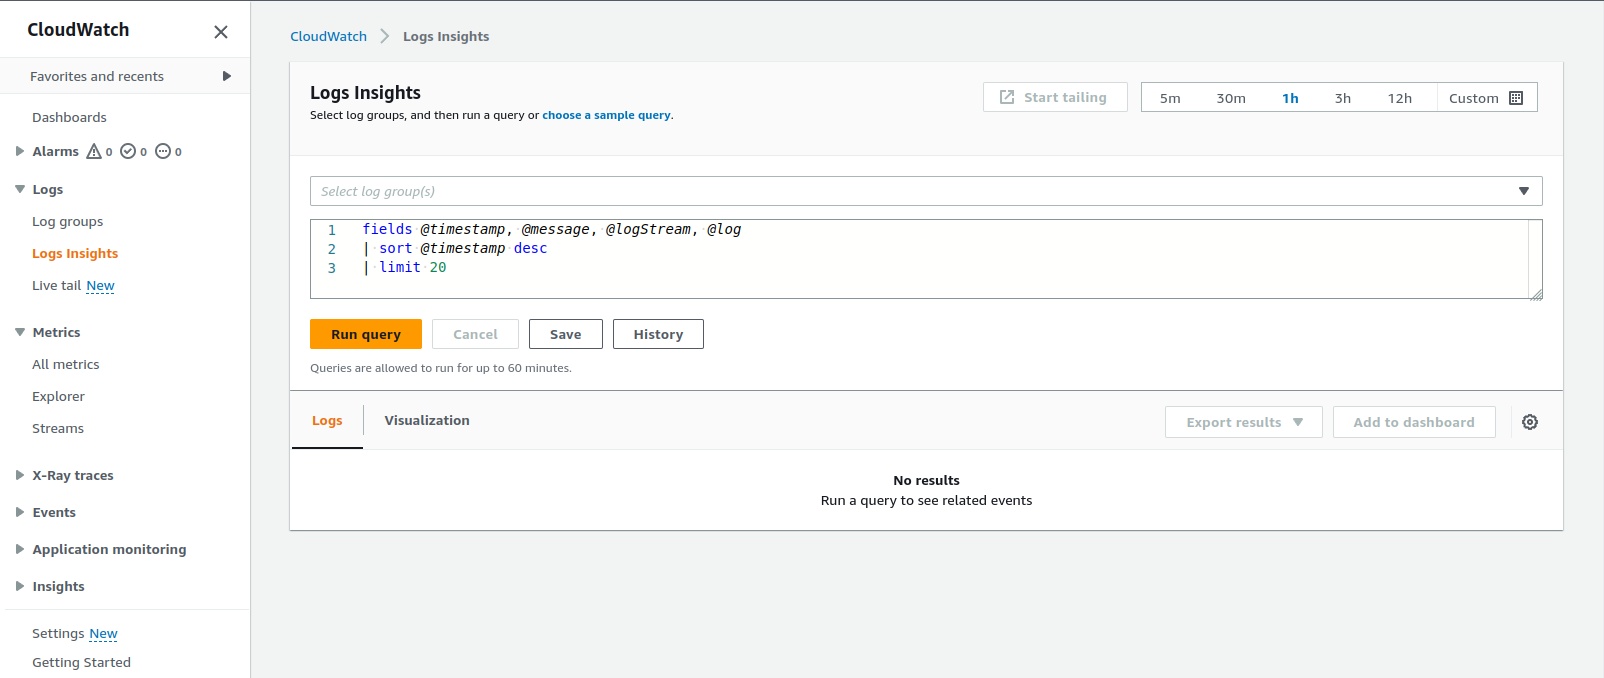 CloudWatch
Favorites and recents
Dashboards
Alarms 0 0 0
Logs
Log groups
Logs Insights
Live tail New
Metrics
All metrics
Explorer
Streams
X-Ray traces
Events
Application monitoring
Insights
Settings New
Getting Started
CloudWatch Logs Insights
Logs Insights
Select log groups, and then run a query or choose a sample query.
Start tailing 5m 30m 1h 3h 12h Custom
Select log group(s)
1 fields @timestamp, @message, @logStream, @log
2 | sort @timestamp desc
3 | limit 20
Run query Cancel Save History
Queries are allowed to run for up to 60 minutes.
Logs Visualization Export results Add to dashboard
No results
Run a query to see related events